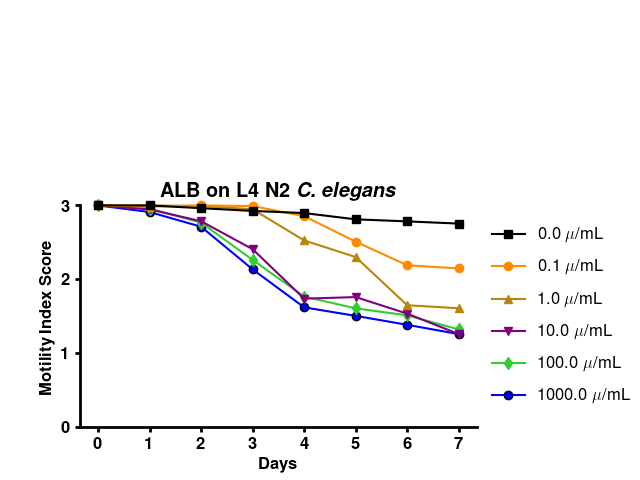 ALB on L4 N2 C. elegans
Motility Index Score
3
2
1
0
0 1 2 3 4 5 6 7
Days
0.0 μ/mL
0.1 μ/mL
1.0 μ/mL
10.0 μ/mL
100.0 μ/mL
1000.0 μ/mL